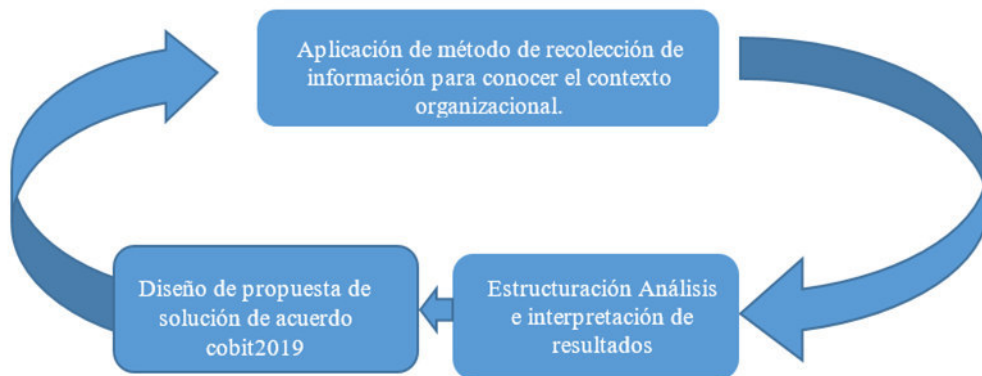 Aplicación de método de recolección de
información para conocer el contexto
organizacional.
Estructuración Análisis
e interpretación de
resultados
Diseño de propuesta de
solución de acuerdo
cobit2019